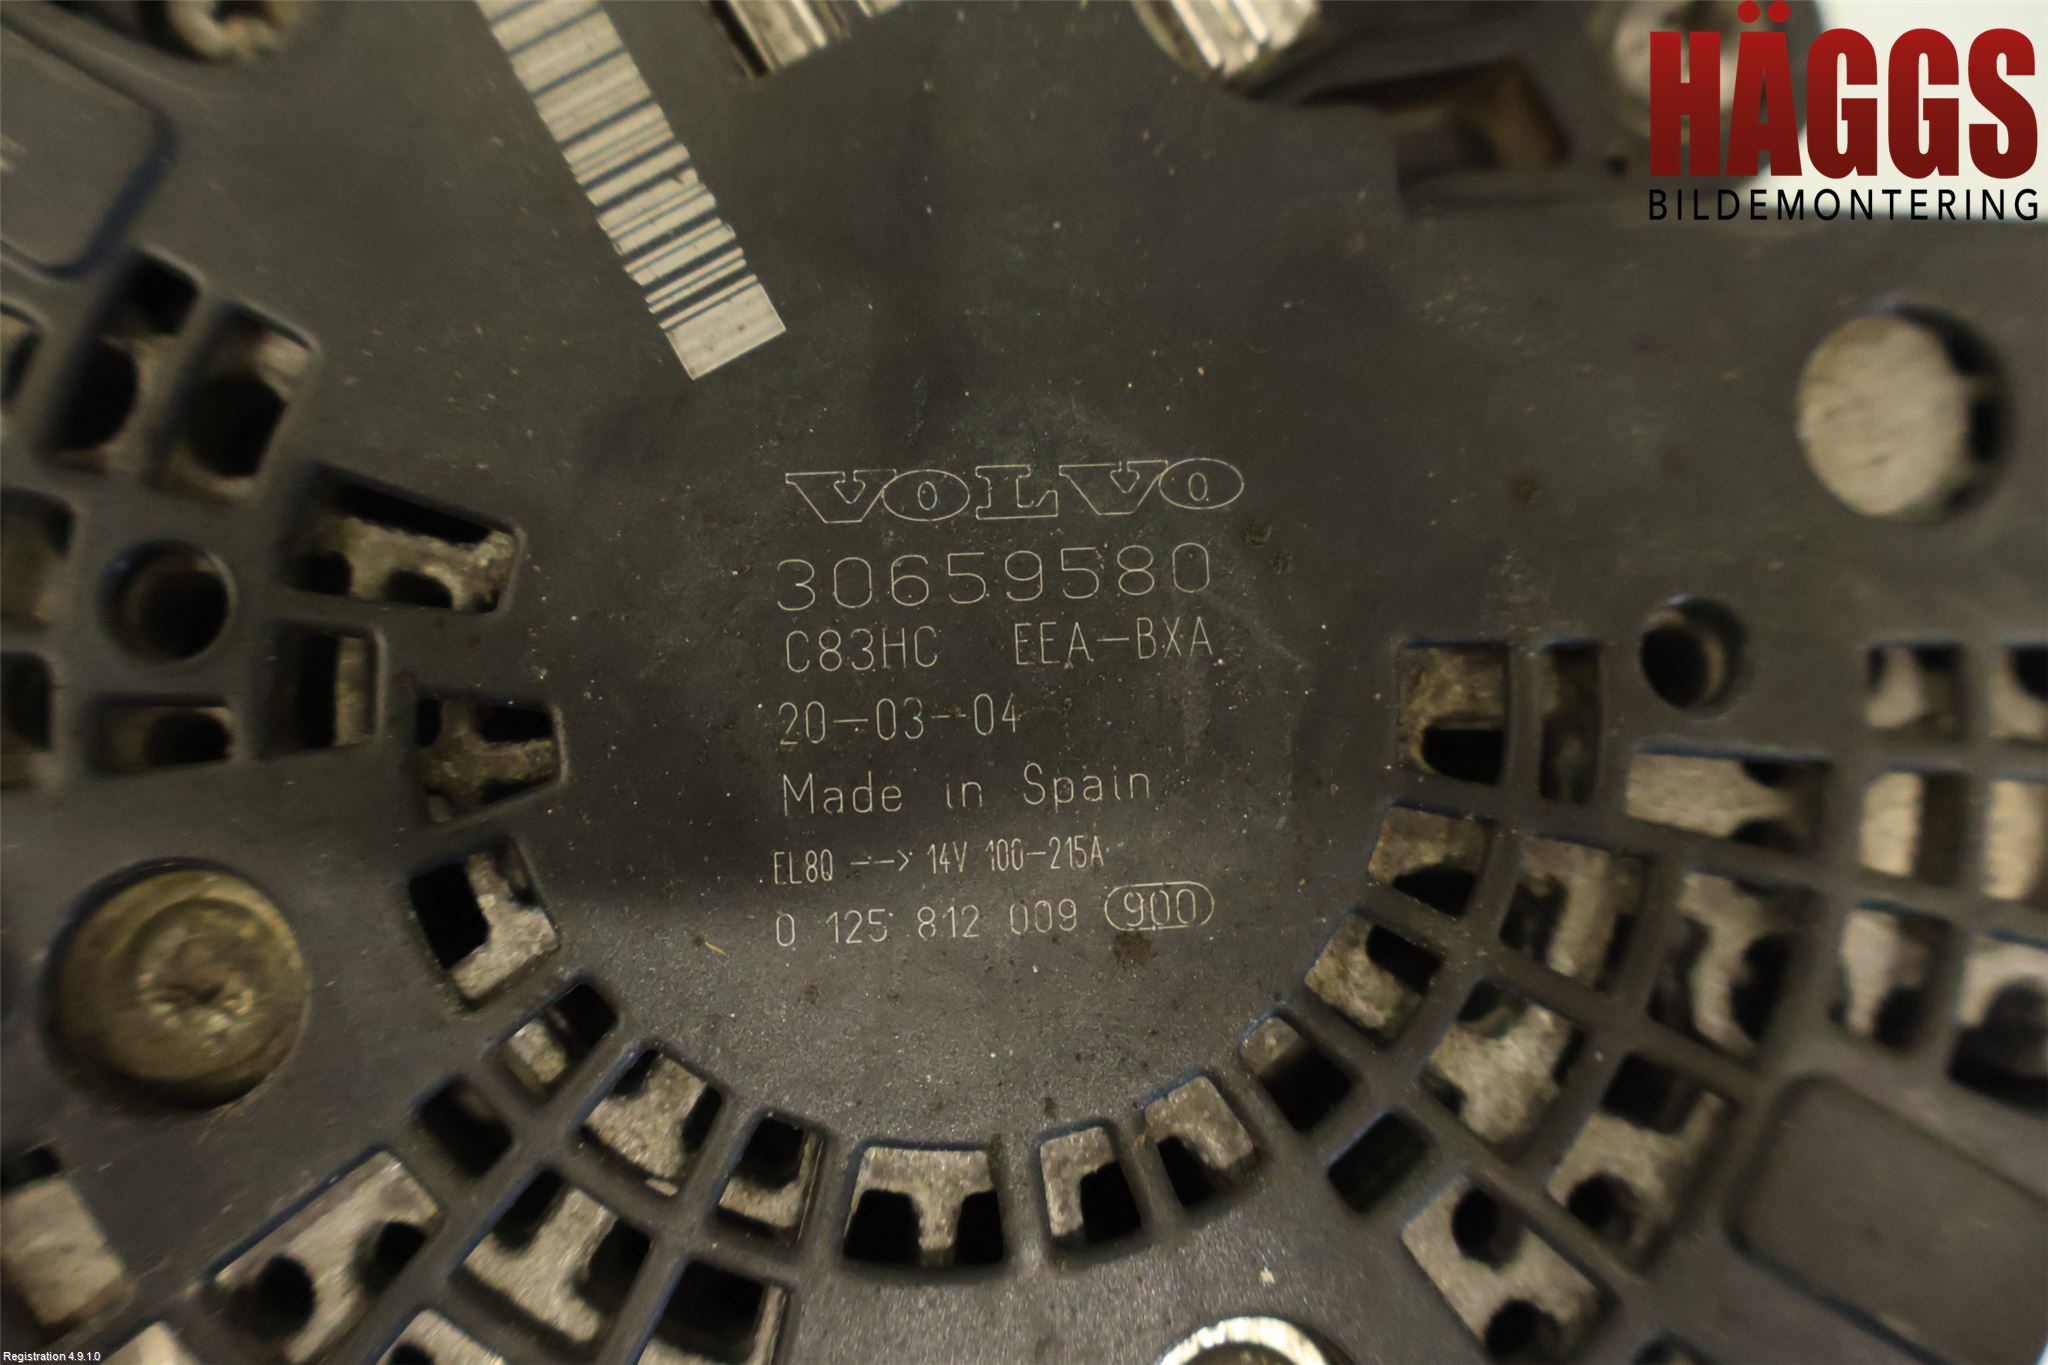 HÄGGS
BILDEMONTERING
VOLVO
30659580
C83HC EEA-BXA
20-03-04
Made in Spain
EL8Q --> 14V 100-215A
0 125 812 009 900
Registration 4.9.1.0